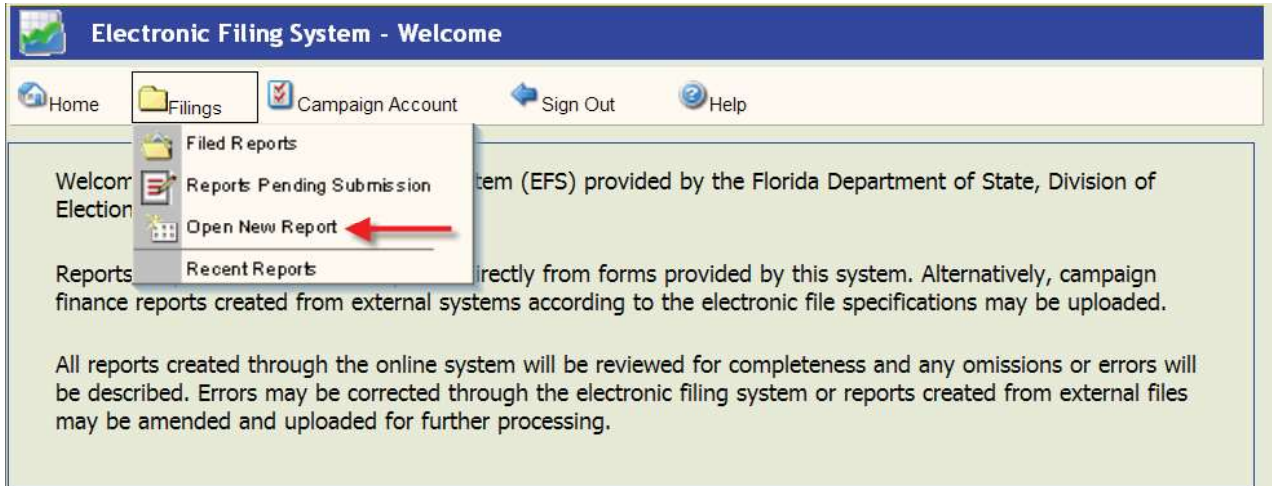 Electronic Filing System - Welcome
Home Filings Campaign Account Sign Out Help
Filed Reports
Reports Pending Submission
Open New Report
Recent Reports
Welcom tem (EFS) provided by the Florida Department of State, Division of
Election
Reports irectly from forms provided by this system. Alternatively, campaign
finance reports created from external systems according to the electronic file specifications may be uploaded.
All reports created through the online system will be reviewed for completeness and any omissions or errors will
be described. Errors may be corrected through the electronic filing system or reports created from external files
may be amended and uploaded for further processing.